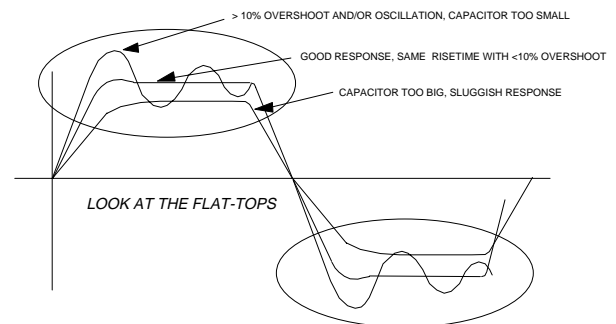 > 10% OVERSHOOT AND/OR OSCILLATION, CAPACITOR TOO SMALL
GOOD RESPONSE, SAME RISETIME WITH <10% OVERSHOOT
CAPACITOR TOO BIG, SLUGGISH RESPONSE
LOOK AT THE FLAT-TOPS